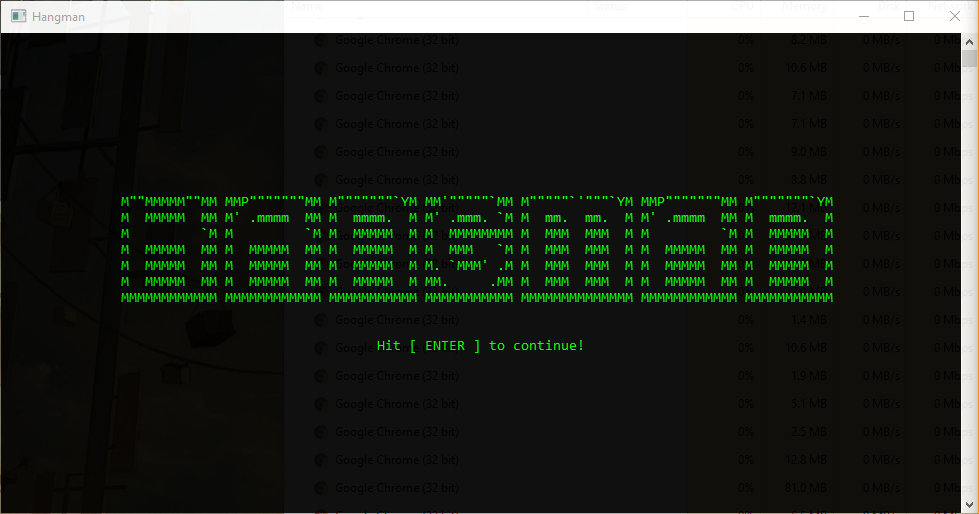 Hangman
Name Status CPU Memory Disk
Google Chrome (32 bit) 0% 8.2 MB 0 MB/s 0 Mbps
Google Chrome (32 bit) 0% 10.6 MB 0 MB/s 0 Mbps
Google Chrome (32 bit) 0% 7.1 MB 0 MB/s 0 Mbps
Google Chrome (32 bit) 0% 7.1 MB 0 MB/s 0 Mbps
Google Chrome (32 bit) 0% 9.0 MB 0 MB/s 0 Mbps
Google Chrome (32 bit) 0% 8.8 MB 0 MB/s 0 Mbps
M""MMMMM""MM MMP"""""""MM M"""""""`YM MM'"""""`MM M"""""`'"""`YM MMP"""""""MM M"""""""`YM
M  MMMMM  MM M' .mmmm  MM M  mmmm.  M M' .mmm. `M M  mm.  mm.  M M' .mmmm  MM M  mmmm.  M
M         `M M         `M M  MMMMM  M M  MMMMMMMM M  MMM  MMM  M M         `M M  MMMMM  M
M  MMMMM  MM M  MMMMM  MM M  MMMMM  M M  MMM   `M M  MMM  MMM  M M  MMMMM  MM M  MMMMM  M
M  MMMMM  MM M  MMMMM  MM M  MMMMM  M M. `MMM' .M M  MMM  MMM  M M  MMMMM  MM M  MMMMM  M
M  MMMMM  MM M  MMMMM  MM M  MMMMM  M MM.     .MM M  MMM  MMM  M M  MMMMM  MM M  MMMMM  M
MMMMMMMMMMMM MMMMMMMMMMMM MMMMMMMMMMM MMMMMMMMMMM MMMMMMMMMMMMMM MMMMMMMMMMMM MMMMMMMMMMM
Google Chrome (32 bit) 0% 1.4 MB 0 MB/s 0 Mbps
Hit [ ENTER ] to continue!
Google Chrome (32 bit) 0% 10.6 MB 0 MB/s 0 Mbps
Google Chrome (32 bit) 0% 1.9 MB 0 MB/s 0 Mbps
Google Chrome (32 bit) 0% 5.1 MB 0 MB/s 0 Mbps
Google Chrome (32 bit) 0% 2.5 MB 0 MB/s 0 Mbps
Google Chrome (32 bit) 0% 12.8 MB 0 MB/s 0 Mbps
Google Chrome (32 bit) 0% 81.0 MB 0 MB/s 0 Mbps